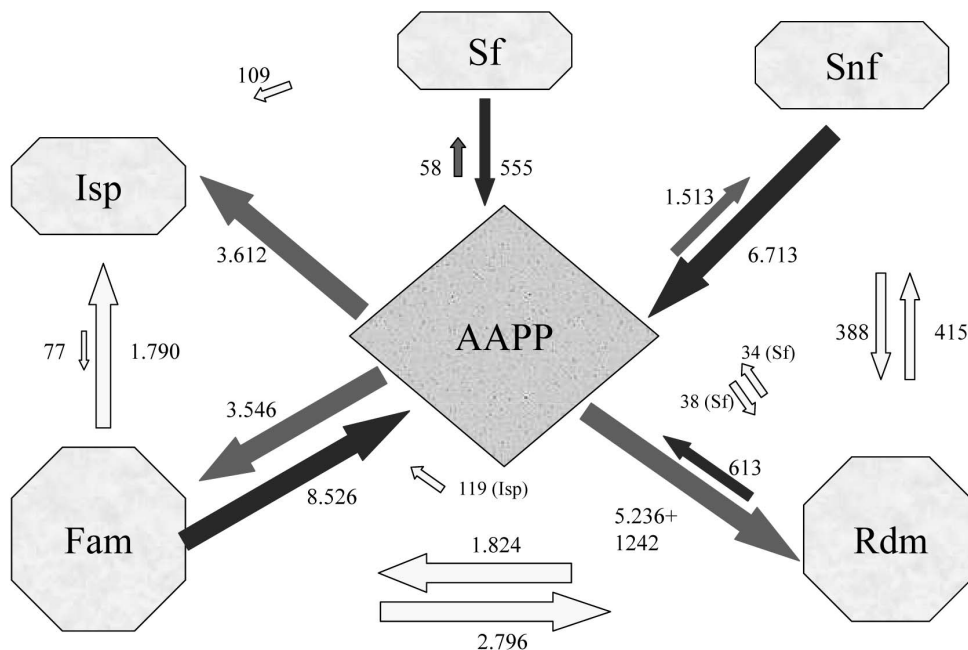 Sf
Snf
109
58
555
Isp
1.513
3.612
6.713
AAPP
77
1.790
388
415
34 (Sf)
38 (Sf)
3.546
613
119 (Isp)
8.526
5.236+
1242
Fam
Rdm
1.824
2.796